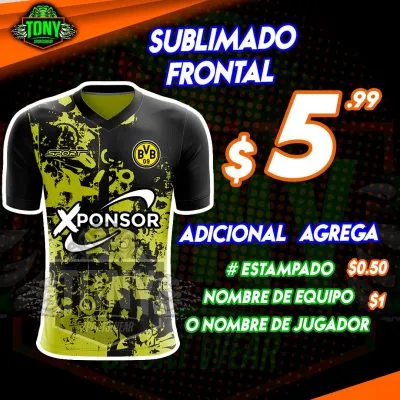 TONY
SPORTSWEAR
SUBLIMADO
FRONTAL
$5.99
SPORT
BVB
09
XPONSOR
ADICIONAL AGREGA
# ESTAMPADO $0.50
NOMBRE DE EQUIPO $1
O NOMBRE DE JUGADOR